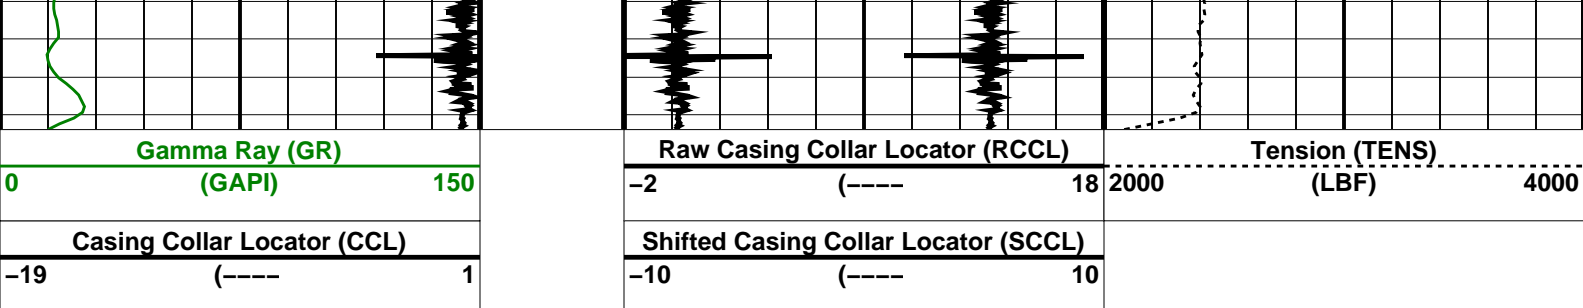 Gamma Ray (GR)
0 (GAPI) 150
Raw Casing Collar Locator (RCCL)
−2 (−−−− 18
Tension (TENS)
2000 (LBF) 4000
Casing Collar Locator (CCL)
−19 (−−−− 1
Shifted Casing Collar Locator (SCCL)
−10 (−−−− 10